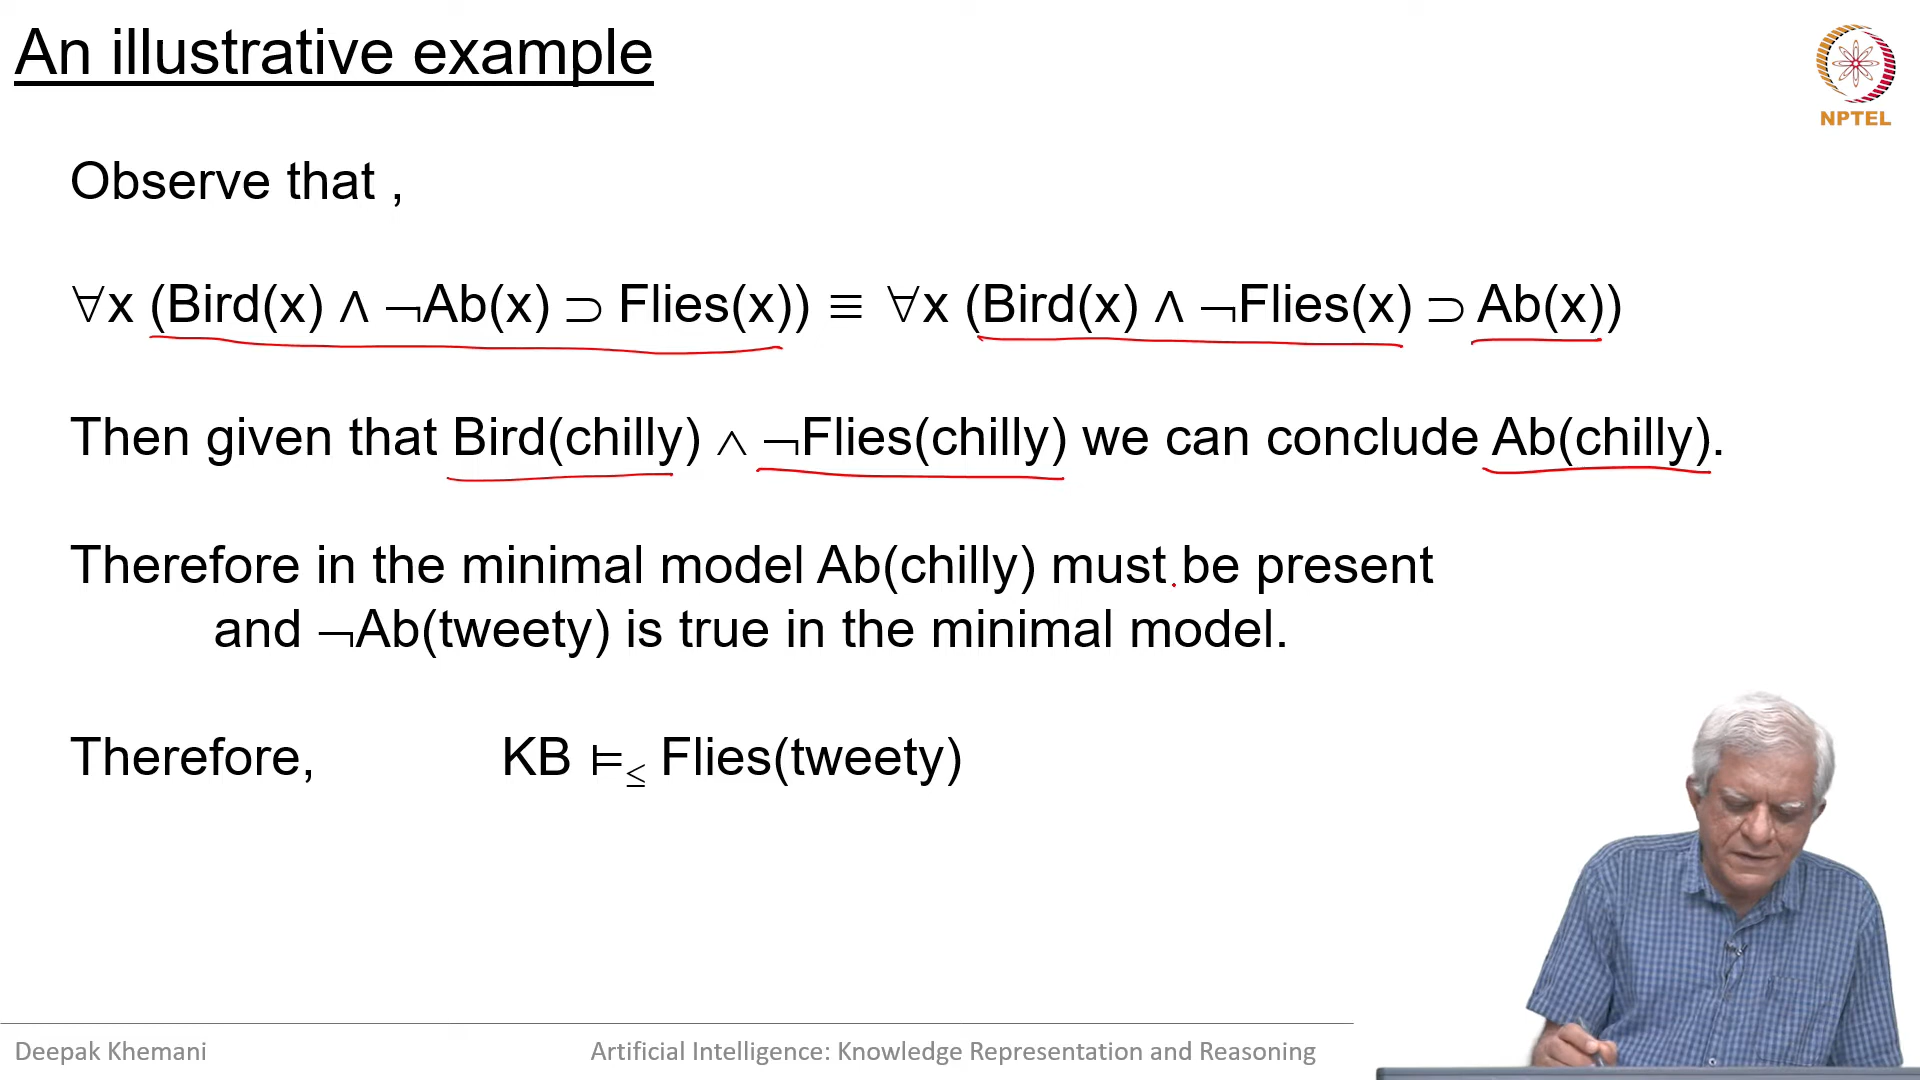 An illustrative example
NPTEL
Observe that ,
∀x (Bird(x) ∧ ¬Ab(x) ⊃ Flies(x)) ≡ ∀x (Bird(x) ∧ ¬Flies(x) ⊃ Ab(x))
Then given that Bird(chilly) ∧ ¬Flies(chilly) we can conclude Ab(chilly).
Therefore in the minimal model Ab(chilly) must be present
and ¬Ab(tweety) is true in the minimal model.
Therefore, KB ⊨≤ Flies(tweety)
Deepak Khemani Artificial Intelligence: Knowledge Representation and Reasoning